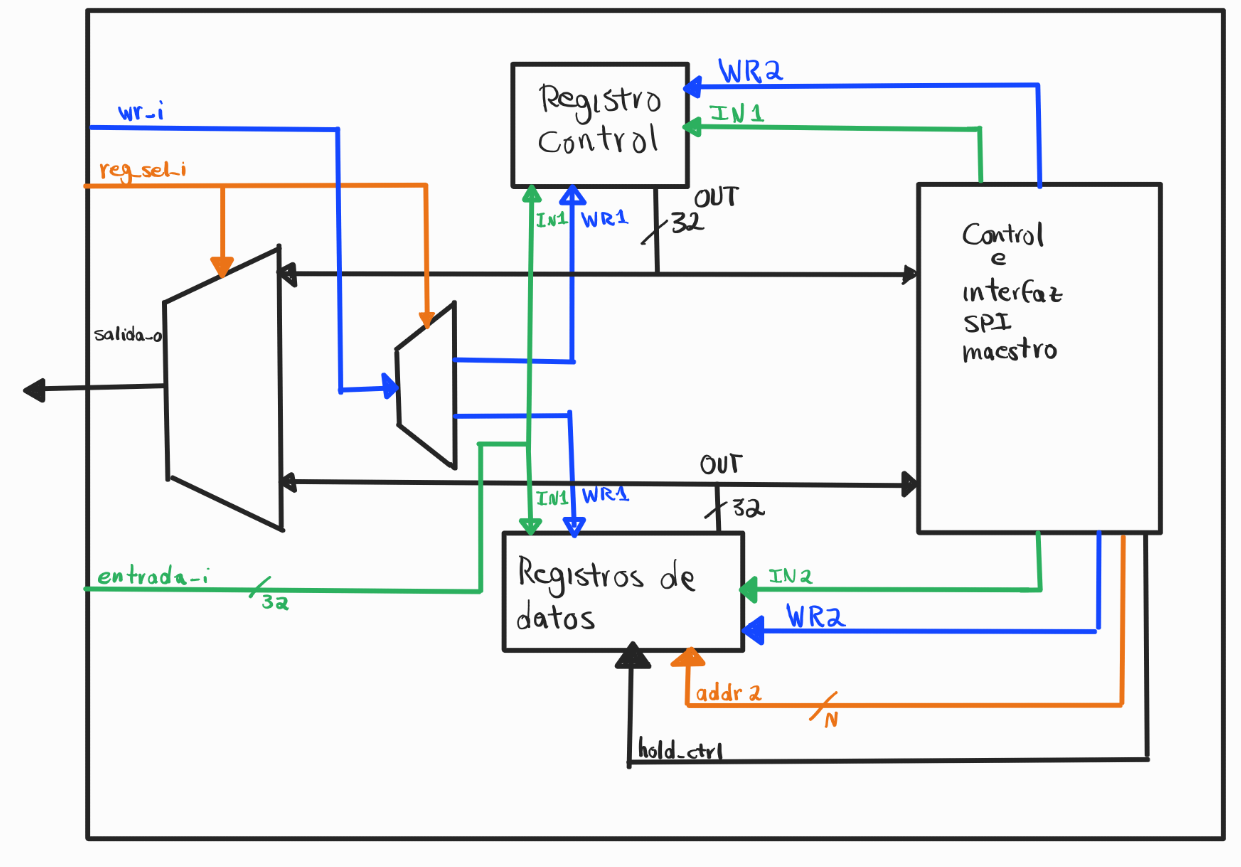 WR2
Registro
Control
IN1
wr_i
reg_sel_i
OUT
IN1
WR1
32
Control
e
interfaz
SPI
maestro
salida_o
OUT
IN1
WR1
32
entrada_i
32
Registros de
datos
IN2
WR2
addr 2
N
hold_ctrl